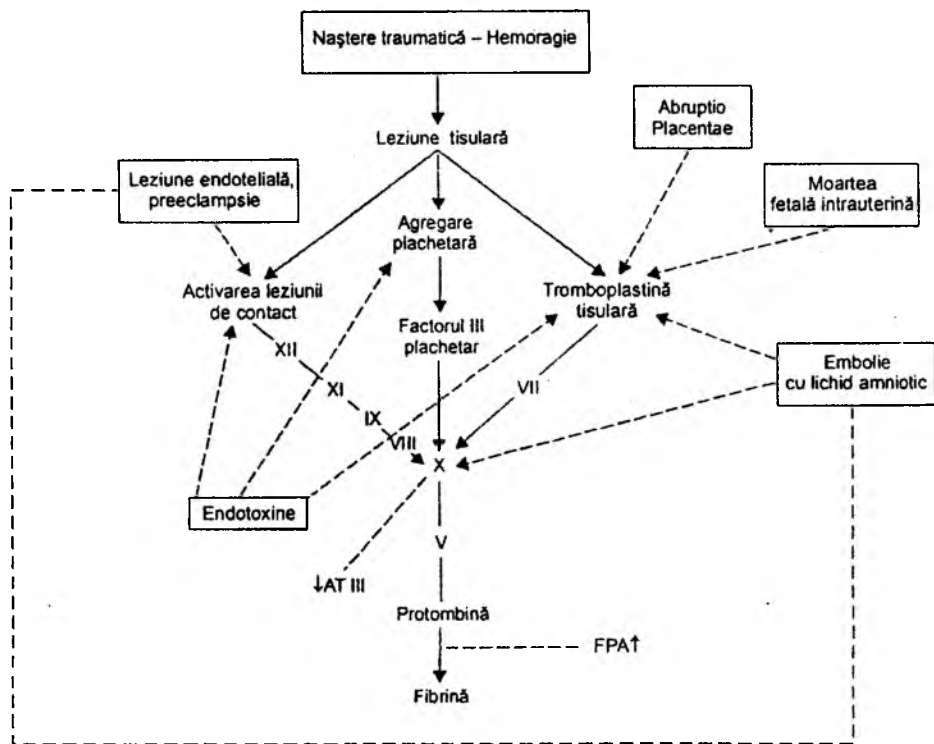 Naştere traumatică – Hemoragie
Abruptio
Placentae
Leziune tisulară
Leziune endotelială,
preeclampsie
Moartea
fetală intrauterină
Agregare
plachetară
Activarea leziunii
de contact
Tromboplastină
tisulară
Factorul III
plachetar
XII
Embolie
cu lichid amniotic
XI
VII
IX
VIII
X
Endotoxine
V
↓AT III
Protombină
FPA↑
Fibrină